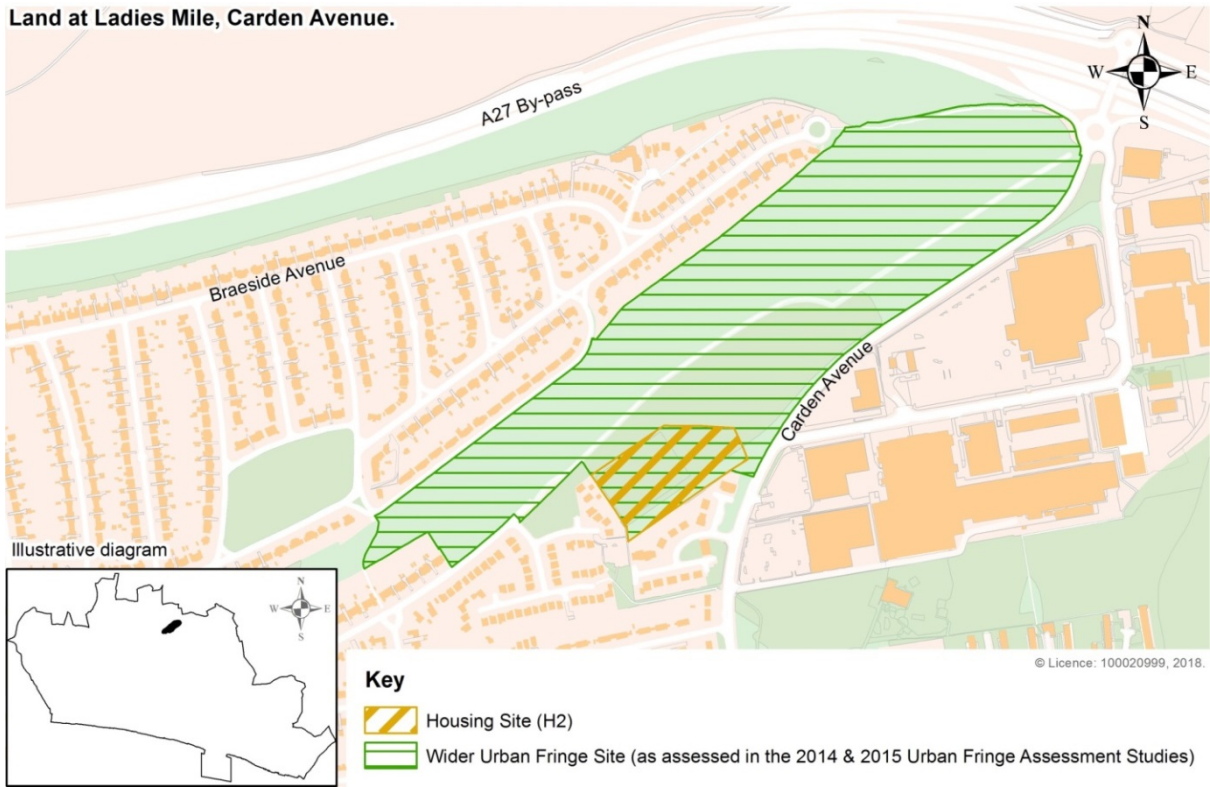 Land at Ladies Mile, Carden Avenue.
N
W E
S
A27 By-pass
Braeside Avenue
Carden Avenue
Illustrative diagram
N
W E
S
© Licence: 100020999, 2018.
Key
Housing Site (H2)
Wider Urban Fringe Site (as assessed in the 2014 & 2015 Urban Fringe Assessment Studies)